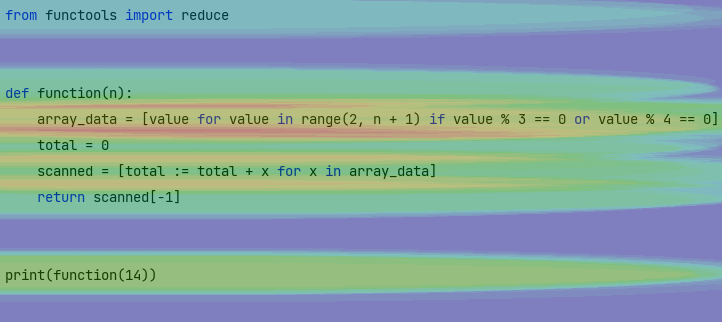 from functools import reduce
def function(n):
    array_data = [value for value in range(2, n + 1) if value % 3 == 0 or value % 4 == 0]
    total = 0
    scanned = [total := total + x for x in array_data]
    return scanned[-1]
print(function(14))